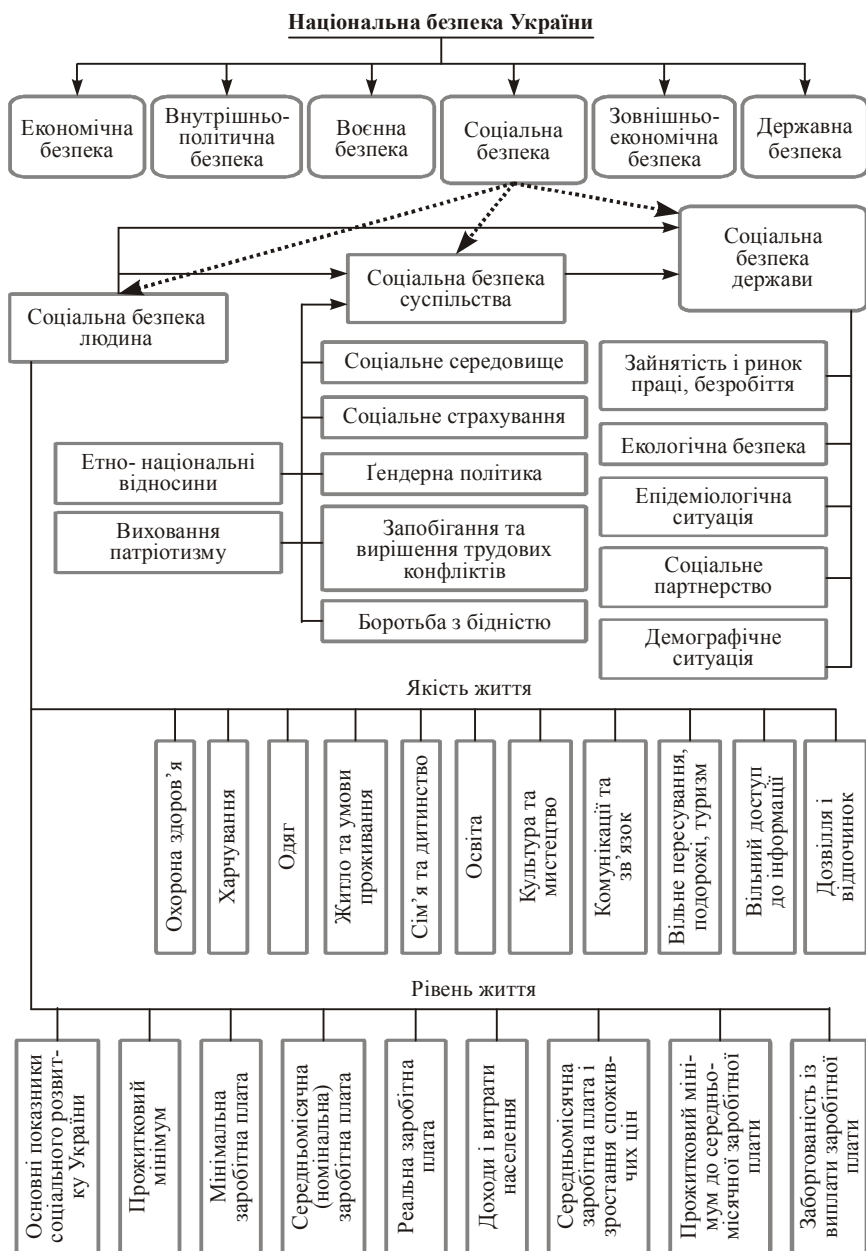 Національна безпека України
Економічна
безпека
Внутрішньо-
політична
безпека
Воєнна
безпека
Соціальна
безпека
Зовнішньо-
економічна
безпека
Державна
безпека
Соціальна
безпека
держави
Соціальна безпека
суспільства
Соціальна безпека
людина
Соціальне середовище
Соціальне страхування
Етно- національні
відносини
Ґендерна політика
Виховання
патріотизму
Запобігання та
вирішення трудових
конфліктів
Боротьба з бідністю
Зайнятість і ринок
праці, безробіття
Екологічна безпека
Епідеміологічна
ситуація
Соціальне
партнерство
Демографічне
ситуація
Якість життя
Охорона здоров’я
Харчування
Одяг
Житло та умови
проживання
Сім’я та дитинство
Освіта
Культура та
мистецтво
Комунікації та
зв’язок
Вільне пересування,
подорожі, туризм
Вільний доступ
до інформації
Дозвілля і
відпочинок
Рівень життя
Основні показники
соціального розвит-
ку України
Прожитковий
мінімум
Мінімальна
заробітна плата
Середньомісячна
(номінальна)
заробітна плата
Реальна заробітна
плата
Доходи і витрати
населення
Середньомісячна
заробітна плата і
зростання спожив-
чих цін
Прожитковий міні-
мум до середньо-
місячної заробітної
плати
Заборгованість із
виплати заробітної
плати